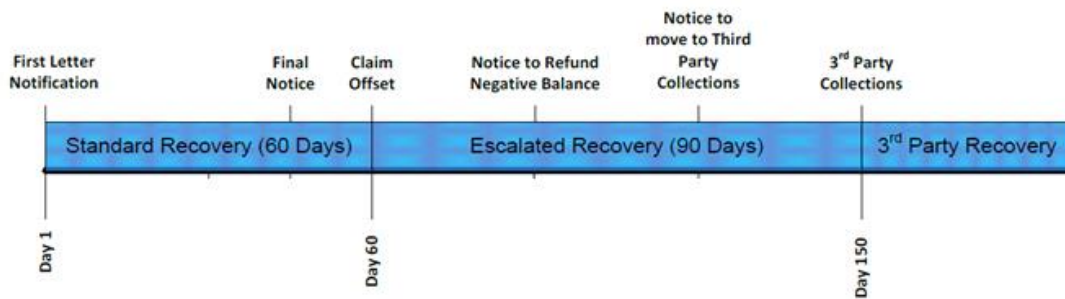 First Letter
Notification
Final
Notice
Claim
Offset
Notice to Refund
Negative Balance
Notice to
move to Third
Party
Collections
3rd Party
Collections
Standard Recovery (60 Days)
Escalated Recovery (90 Days)
3rd Party Recovery
Day 1
Day 60
Day 150